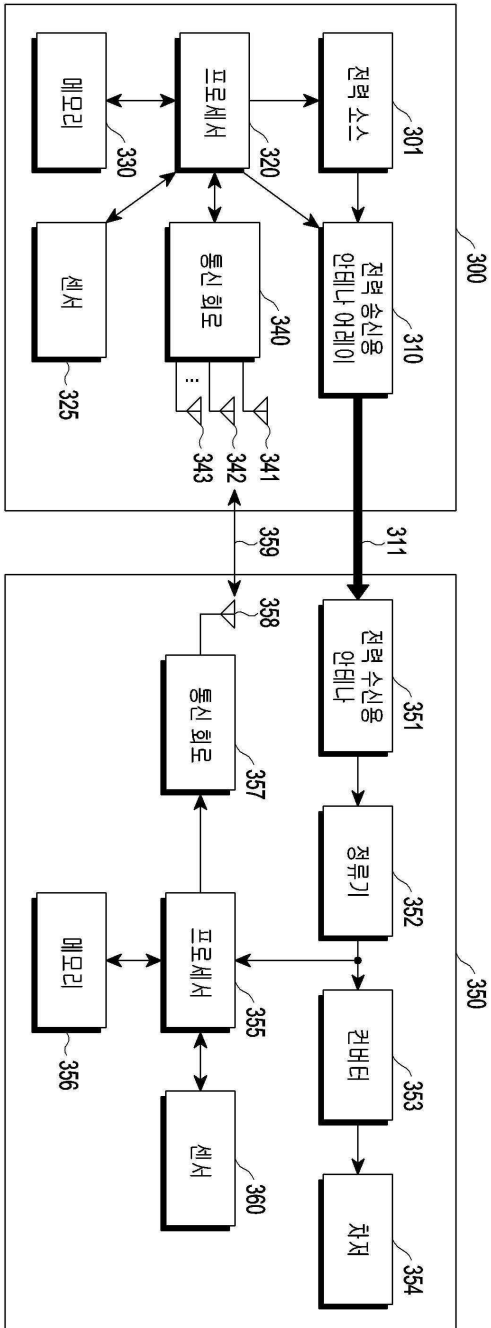 300
전력 소스
301
전력 송신용
안테나 어레이
310
311
프로세서
320
통신 회로
340
341
342
343
...
메모리
330
센서
325
359
350
전력 수신용
안테나
351
정류기
352
컨버터
353
차저
354
358
통신 회로
357
프로세서
355
센서
360
메모리
356